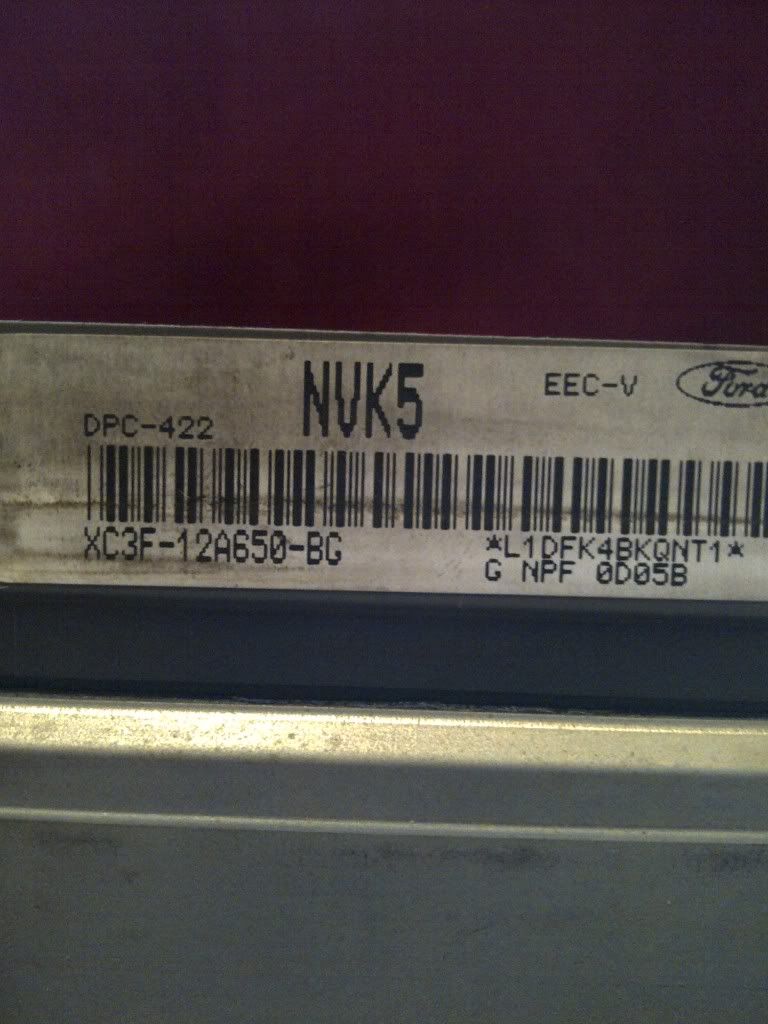 NVK5
EEC-V
Ford
DPC-422
XC3F-12A650-BG
*L1DFK4BKQNT1*
G NPF 0D05B